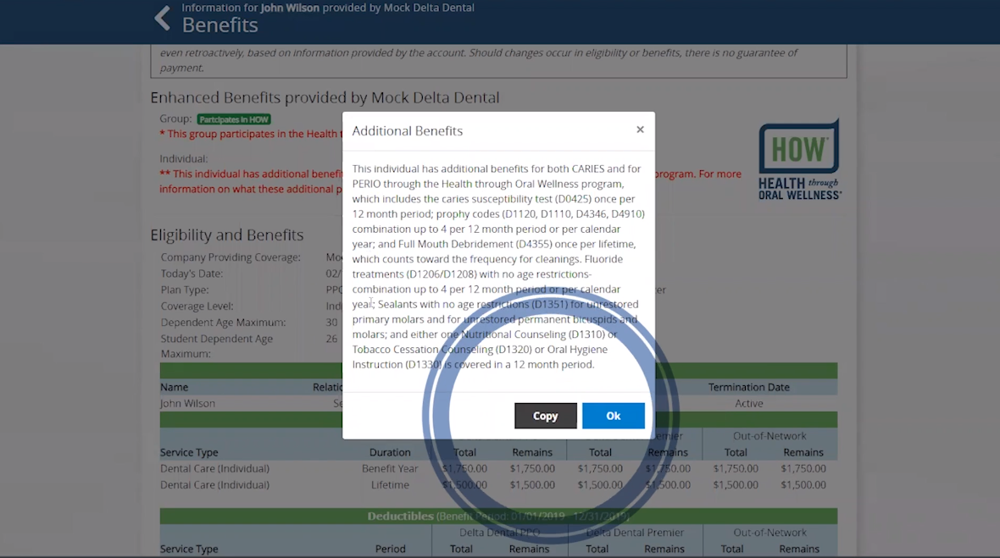 Information for John Wilson provided by Mock Delta Dental
Benefits
even retroactively, based on information provided by the account. Should changes occur in eligibility or benefits, there is no guarantee of
payment.
Enhanced Benefits provided by Mock Delta Dental
Group: Partcipates in HOW
* This group participates in the Health t
Individual:
** This individual has additional benefi program. For more
information on what these additional p
HOW
HEALTH through
ORAL WELLNESS
Additional Benefits ×
This individual has additional benefits for both CARIES and for
PERIO through the Health through Oral Wellness program,
which includes the caries susceptibility test (D0425) once per
12 month period; prophy codes (D1120, D1110, D4346, D4910)
combination up to 4 per 12 month period or per calendar
year; and Full Mouth Debridement (D4355) once per lifetime,
which counts toward the frequency for cleanings. Fluoride
treatments (D1206/D1208) with no age restrictions-
combination up to 4 per 12 month period or per calendar
year; Sealants with no age restrictions (D1351) for unrestored
primary molars and for unrestored permanent bicuspids and
molars; and either one Nutritional Counseling (D1310) or
Tobacco Cessation Counseling (D1320) or Oral Hygiene
Instruction (D1330) is covered in a 12 month period.
Copy Ok
Eligibility and Benefits
Company Providing Coverage: Mo
Today's Date: 02/
Plan Type: PPO
Coverage Level: Indi
Dependent Age Maximum: 30
Student Dependent Age 26
Maximum:
Name Relatio Termination Date
John Wilson Se Active
Out-of-Network
Service Type Duration Total Remains Total Remains Total Remains
Dental Care (Individual) Benefit Year $1,750.00 $1,750.00 $1,750.00 $1,750.00 $1,750.00 $1,750.00
Dental Care (Individual) Lifetime $1,500.00 $1,500.00 $1,500.00 $1,500.00 $1,500.00 $1,500.00
Deductibles (Benefit Period: 01/01/2019 - 12/31/2019)
Delta Dental PPO Delta Dental Premier Out-of-Network
Service Type Period Total Remains Total Remains Total Remains